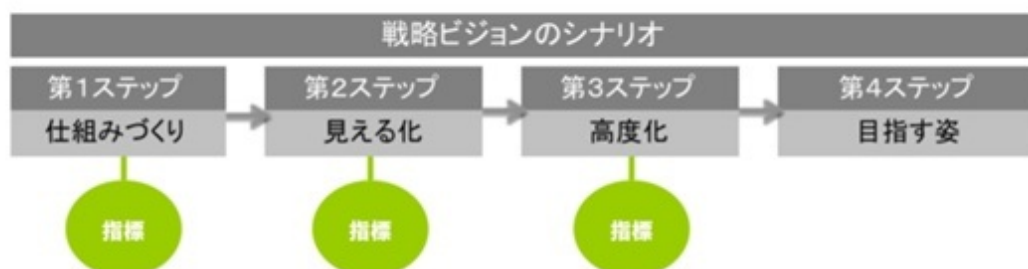 戦略ビジョンのシナリオ
第1ステップ
仕組みづくり
指標
第2ステップ
見える化
指標
第3ステップ
高度化
指標
第4ステップ
目指す姿